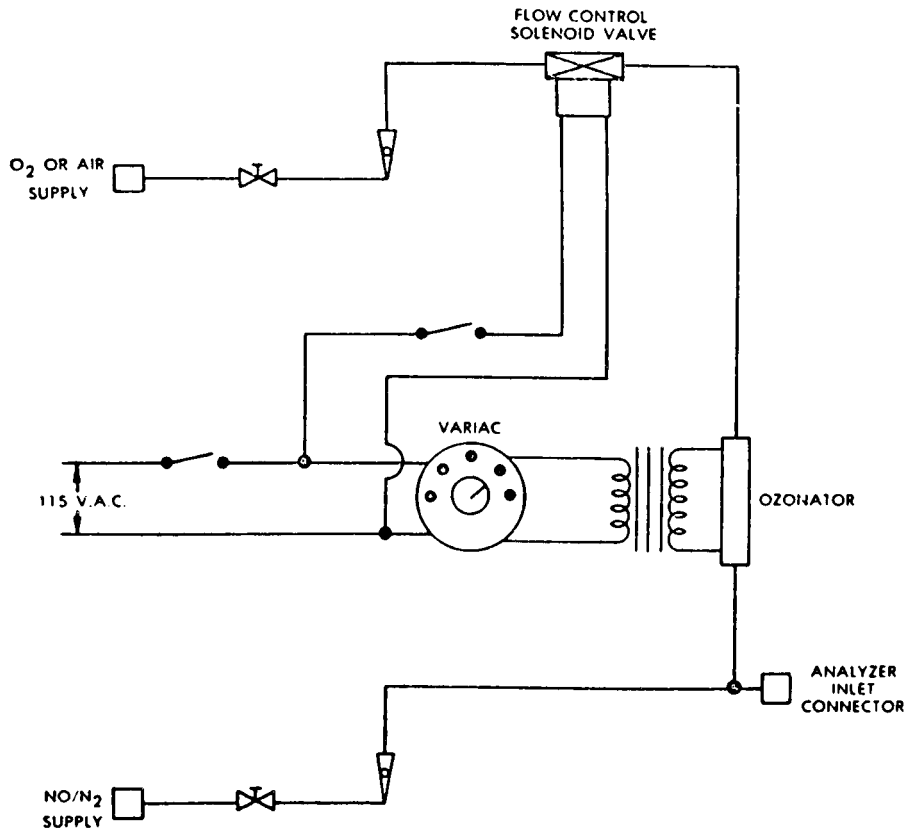 FLOW CONTROL
SOLENOID VALVE
O₂ OR AIR
SUPPLY
VARIAC
115 V.A.C.
OZONATOR
ANALYZER
INLET
CONNECTOR
NO/N₂
SUPPLY